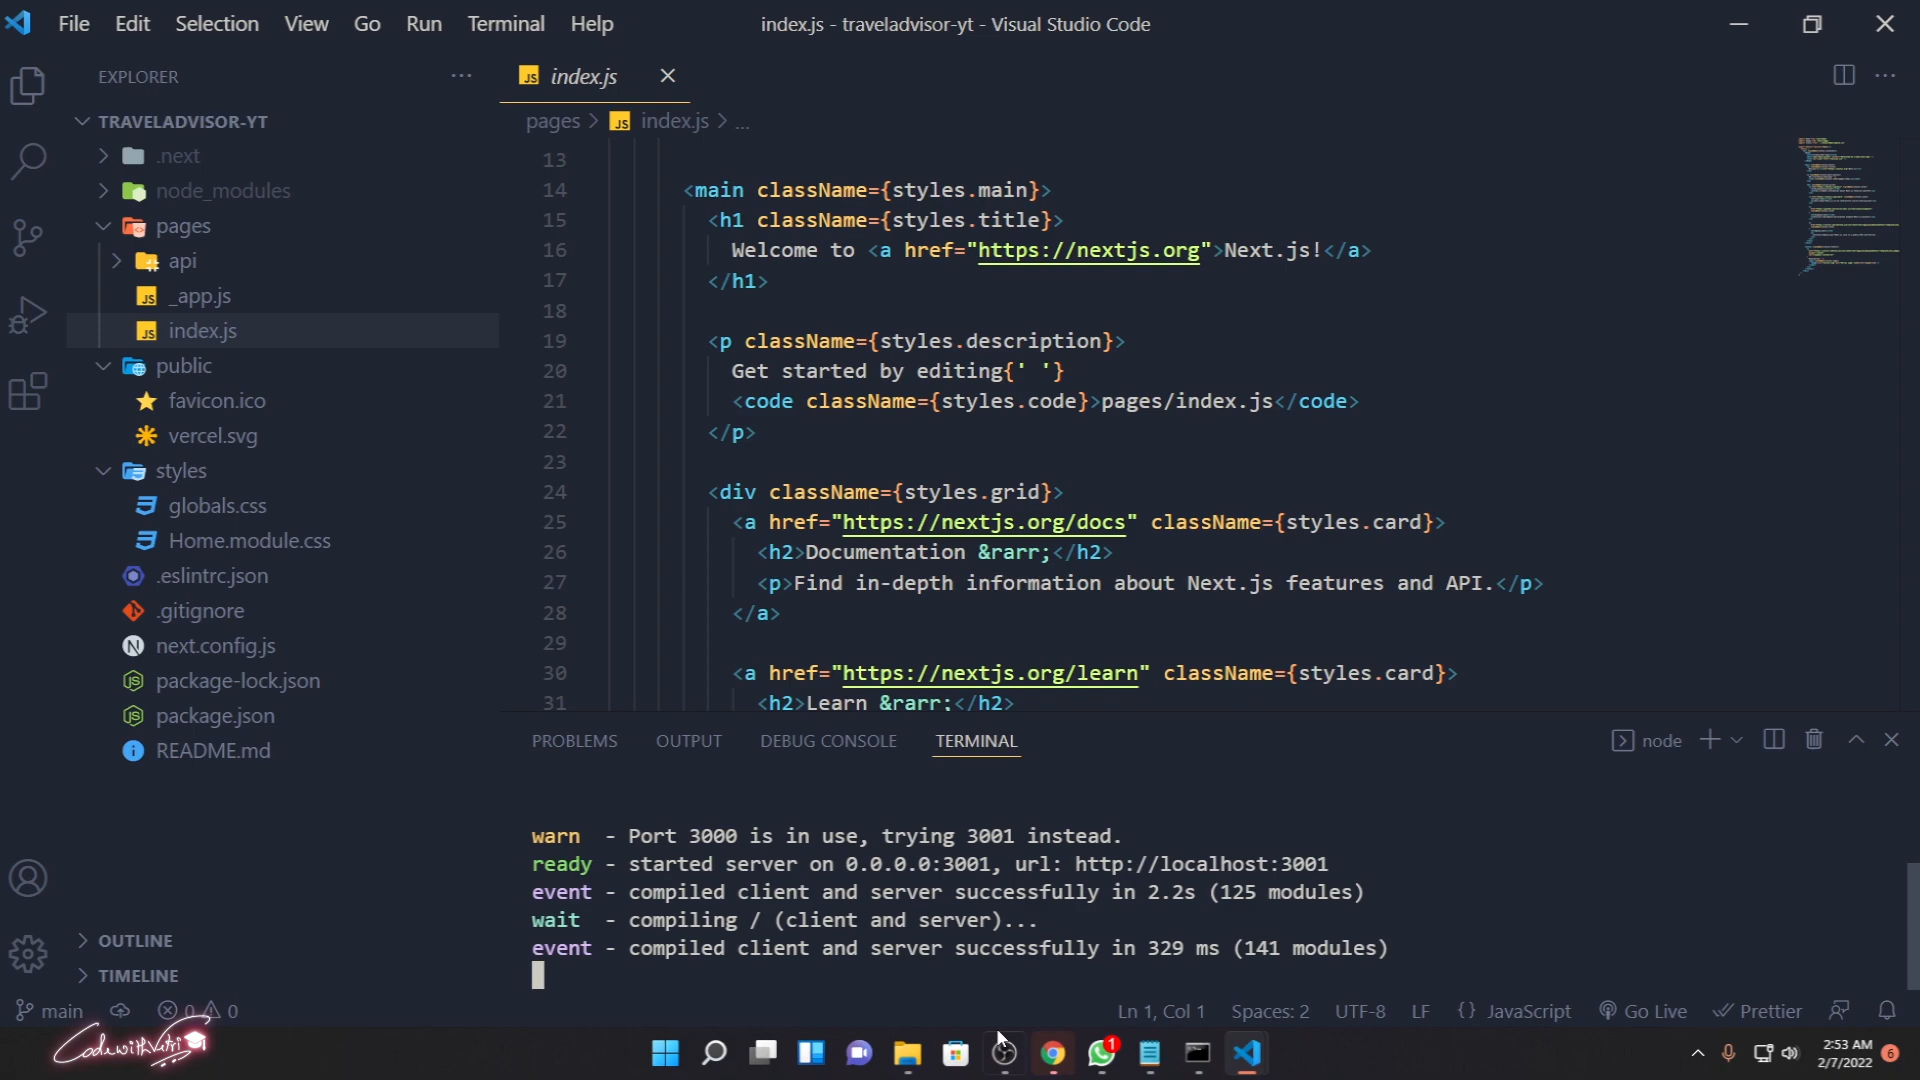 File Edit Selection View Go Run Terminal Help
index.js - traveladvisor-yt - Visual Studio Code
EXPLORER
TRAVELADVISOR-YT
.next
node_modules
pages
api
_app.js
index.js
public
favicon.ico
vercel.svg
styles
globals.css
Home.module.css
.eslintrc.json
.gitignore
next.config.js
package-lock.json
package.json
README.md
OUTLINE
TIMELINE
index.js
pages > index.js > ...
13
14 <main className={styles.main}>
15 <h1 className={styles.title}>
16 Welcome to <a href="https://nextjs.org">Next.js!</a>
17 </h1>
18
19 <p className={styles.description}>
20 Get started by editing{' '}
21 <code className={styles.code}>pages/index.js</code>
22 </p>
23
24 <div className={styles.grid}>
25 <a href="https://nextjs.org/docs" className={styles.card}>
26 <h2>Documentation &rarr;</h2>
27 <p>Find in-depth information about Next.js features and API.</p>
28 </a>
29
30 <a href="https://nextjs.org/learn" className={styles.card}>
31 <h2>Learn &rarr;</h2>
PROBLEMS OUTPUT DEBUG CONSOLE TERMINAL
node
warn - Port 3000 is in use, trying 3001 instead.
ready - started server on 0.0.0.0:3001, url: http://localhost:3001
event - compiled client and server successfully in 2.2s (125 modules)
wait - compiling / (client and server)...
event - compiled client and server successfully in 329 ms (141 modules)
main 0 0
Ln 1, Col 1 Spaces: 2 UTF-8 LF {} JavaScript Go Live Prettier
1
2:53 AM
2/7/2022
6